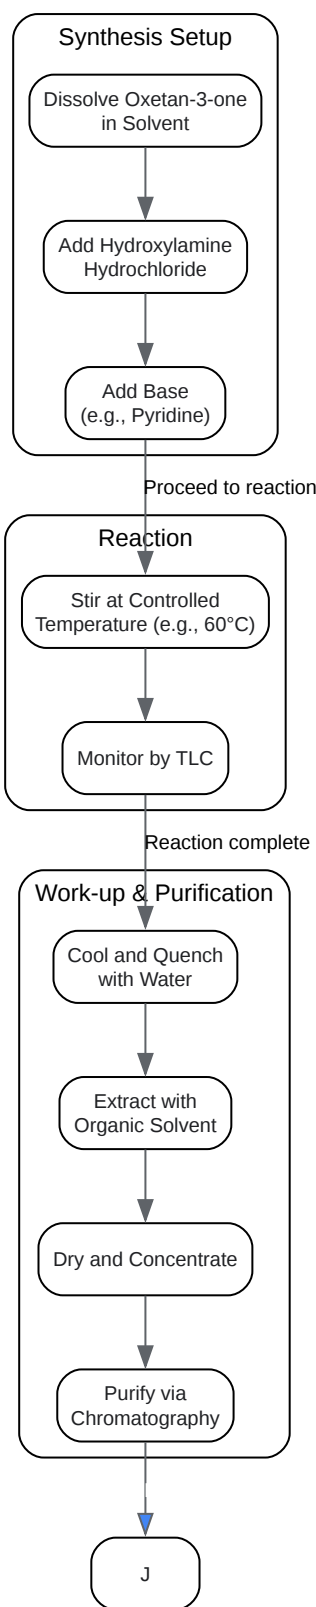 Synthesis Setup
Dissolve Oxetan-3-one
in Solvent
Add Hydroxylamine
Hydrochloride
Add Base
(e.g., Pyridine)
Proceed to reaction
Reaction
Stir at Controlled
Temperature (e.g., 60°C)
Monitor by TLC
Reaction complete
Work-up & Purification
Cool and Quench
with Water
Extract with
Organic Solvent
Dry and Concentrate
Purify via
Chromatography
J